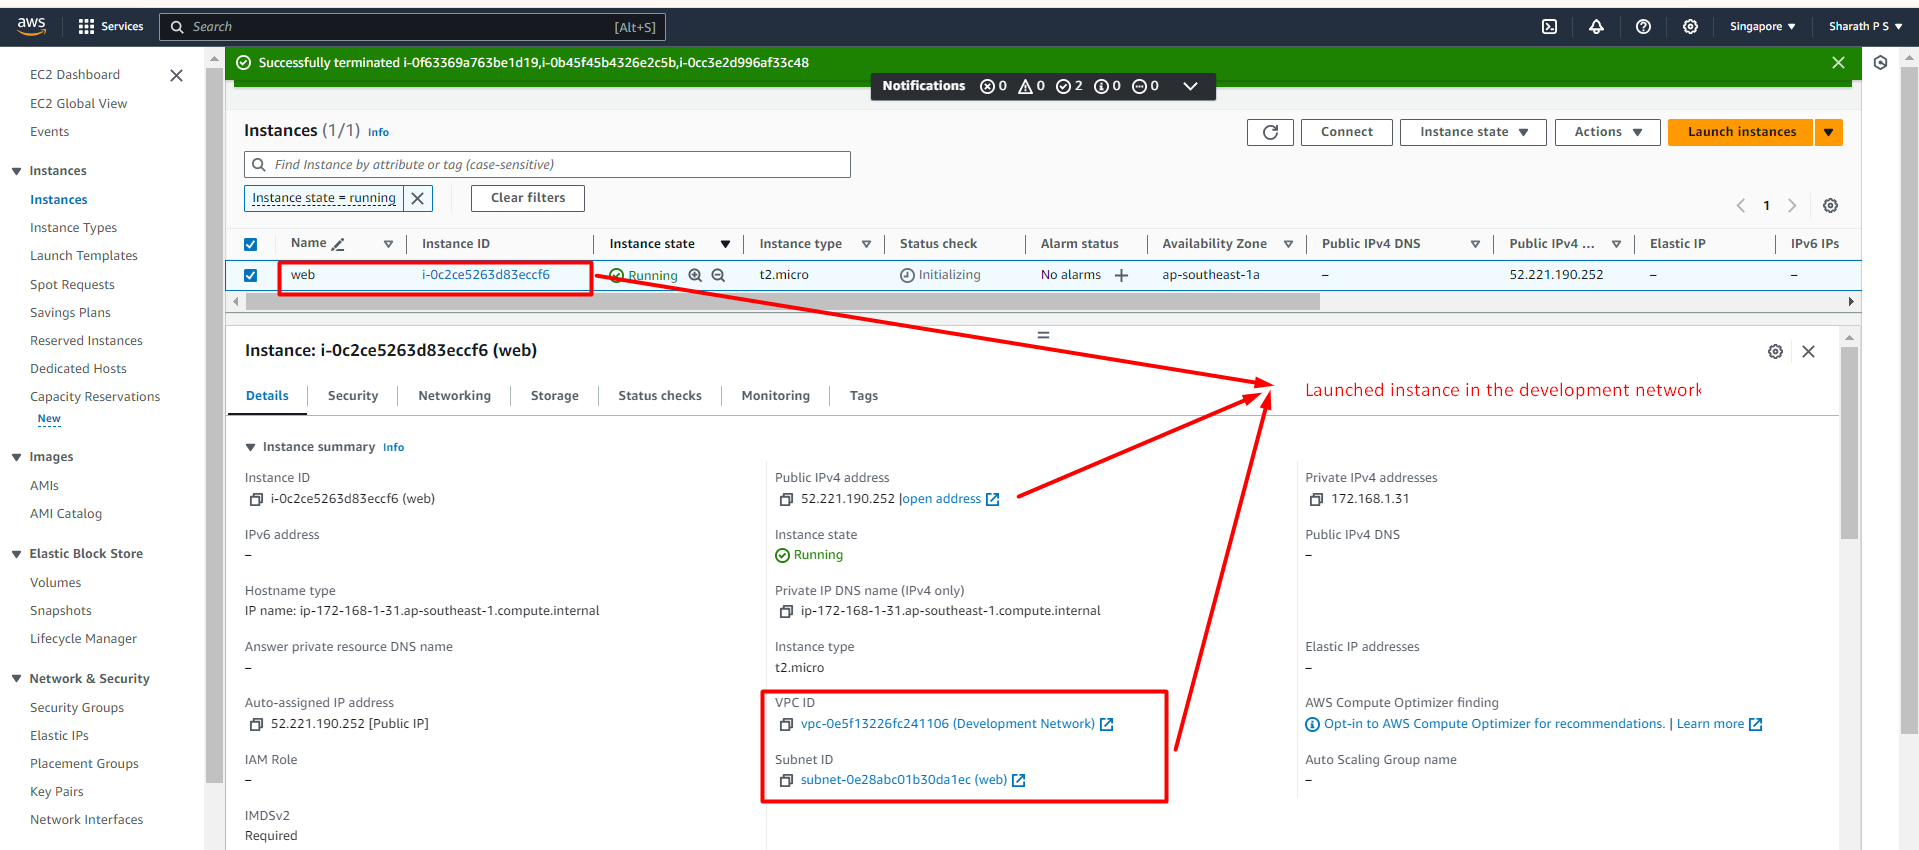 aws Services Search [Alt+S] Singapore Sharath P S
EC2 Dashboard
EC2 Global View
Events
Instances
Instances
Instance Types
Launch Templates
Spot Requests
Savings Plans
Reserved Instances
Dedicated Hosts
Capacity Reservations
New
Images
AMIs
AMI Catalog
Elastic Block Store
Volumes
Snapshots
Lifecycle Manager
Network & Security
Security Groups
Elastic IPs
Placement Groups
Key Pairs
Network Interfaces
Successfully terminated i-0f63369a763be1d19,i-0b45f45b4326e2c5b,i-0cc3e2d996af33c48
Notifications 0 0 2 0 0
Instances (1/1) Info
Connect Instance state Actions Launch instances
Find Instance by attribute or tag (case-sensitive)
Instance state = running Clear filters
1
Name Instance ID Instance state Instance type Status check Alarm status Availability Zone Public IPv4 DNS Public IPv4 ... Elastic IP IPv6 IPs
web i-0c2ce5263d83eccf6 Running t2.micro Initializing No alarms ap-southeast-1a – 52.221.190.252 – –
Instance: i-0c2ce5263d83eccf6 (web)
Details Security Networking Storage Status checks Monitoring Tags
Launched instance in the development network
Instance summary Info
Instance ID
i-0c2ce5263d83eccf6 (web)
Public IPv4 address
52.221.190.252 |open address
Private IPv4 addresses
172.168.1.31
IPv6 address
–
Instance state
Running
Public IPv4 DNS
–
Hostname type
IP name: ip-172-168-1-31.ap-southeast-1.compute.internal
Private IP DNS name (IPv4 only)
ip-172-168-1-31.ap-southeast-1.compute.internal
Answer private resource DNS name
–
Instance type
t2.micro
Elastic IP addresses
–
Auto-assigned IP address
52.221.190.252 [Public IP]
VPC ID
vpc-0e5f13226fc241106 (Development Network)
AWS Compute Optimizer finding
Opt-in to AWS Compute Optimizer for recommendations. | Learn more
IAM Role
–
Subnet ID
subnet-0e28abc01b30da1ec (web)
Auto Scaling Group name
–
IMDSv2
Required